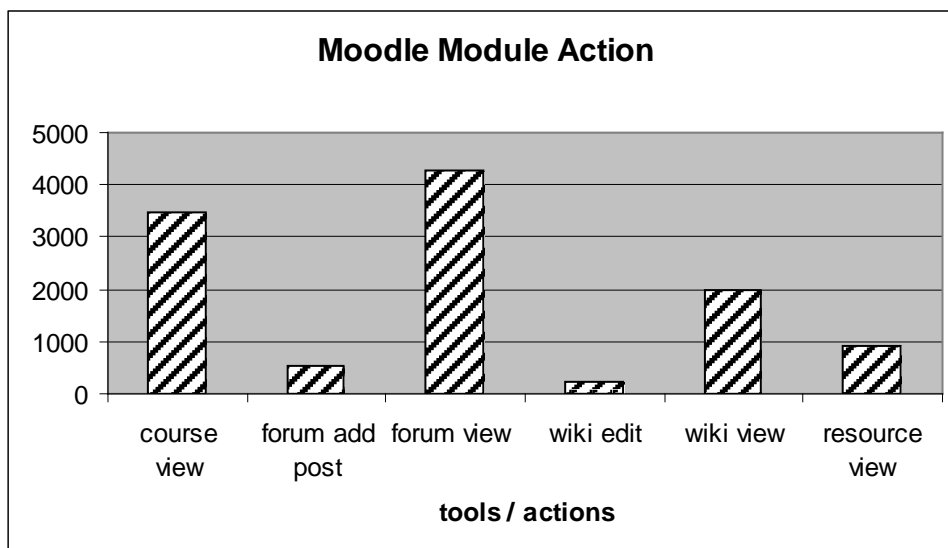 Moodle Module Action
5000
4000
3000
2000
1000
0
course view
forum add post
forum view
wiki edit
wiki view
resource view
tools / actions